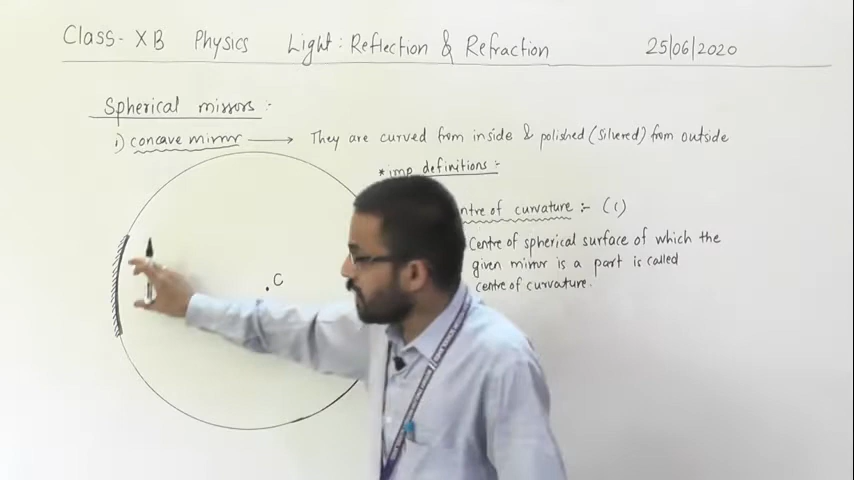 Class- X B Physics Light: Reflection & Refraction 25/06/2020
Spherical mirrors :-
i) concave mirror → They are curved from inside & polished (silvered) from outside
*imp definitions :-
ntre of curvature :- (C)
Centre of spherical surface of which the
given mirror is a part is called
centre of curvature.
C